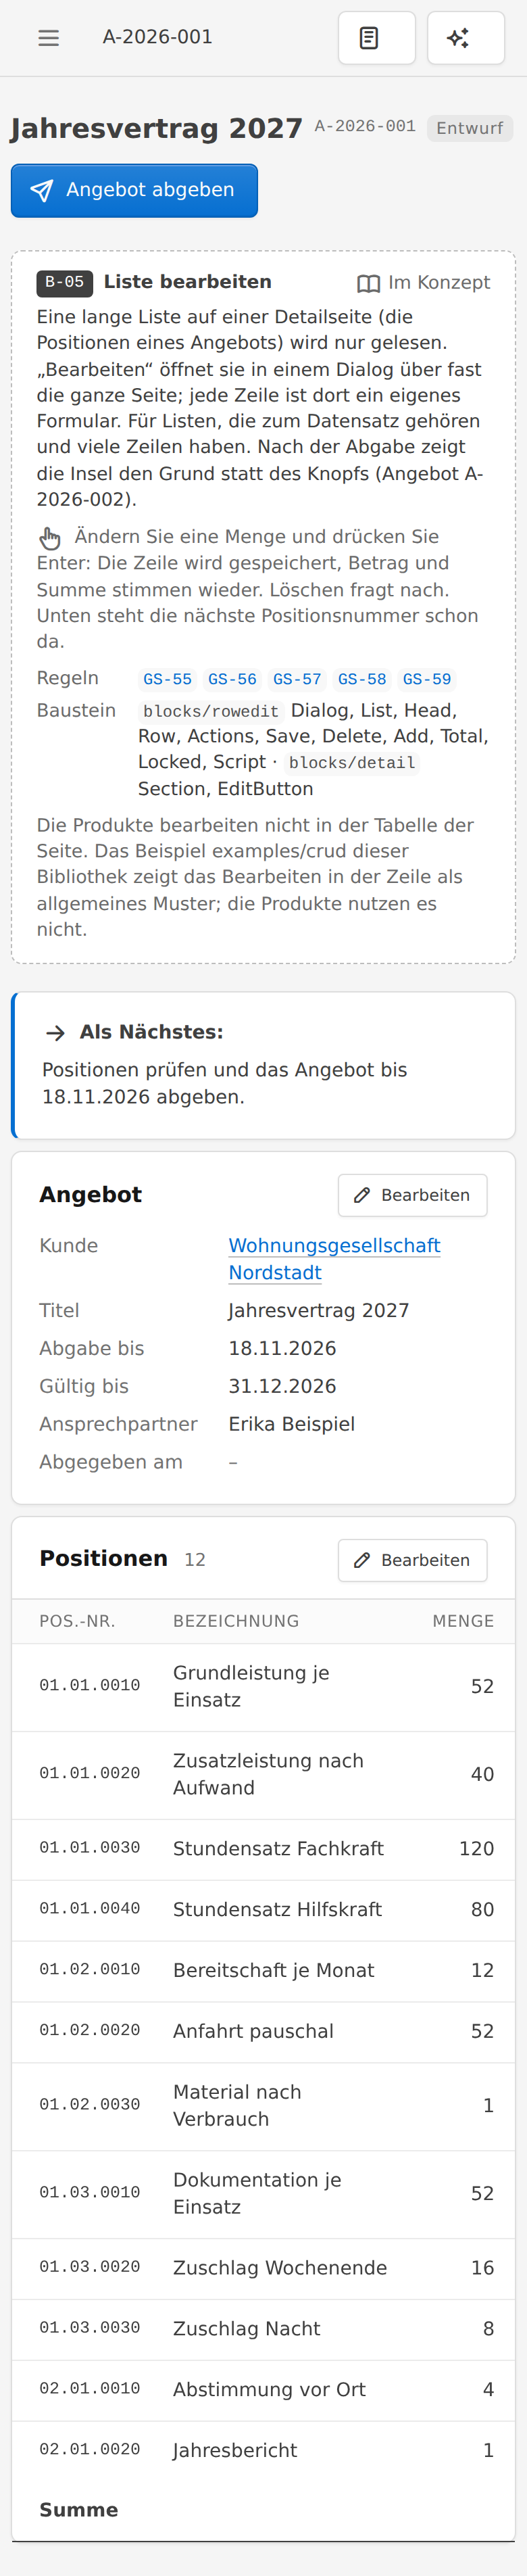 A-2026-001
Jahresvertrag 2027 A-2026-001 Entwurf
Angebot abgeben
B-05 Liste bearbeiten Im Konzept
Eine lange Liste auf einer Detailseite (die
Positionen eines Angebots) wird nur gelesen.
„Bearbeiten“ öffnet sie in einem Dialog über fast
die ganze Seite; jede Zeile ist dort ein eigenes
Formular. Für Listen, die zum Datensatz gehören
und viele Zeilen haben. Nach der Abgabe zeigt
die Insel den Grund statt des Knopfs (Angebot A-
2026-002).
Ändern Sie eine Menge und drücken Sie
Enter: Die Zeile wird gespeichert, Betrag und
Summe stimmen wieder. Löschen fragt nach.
Unten steht die nächste Positionsnummer schon
da.
Regeln GS-55 GS-56 GS-57 GS-58 GS-59
Baustein blocks/rowedit Dialog, List, Head,
Row, Actions, Save, Delete, Add, Total,
Locked, Script · blocks/detail
Section, EditButton
Die Produkte bearbeiten nicht in der Tabelle der
Seite. Das Beispiel examples/crud dieser
Bibliothek zeigt das Bearbeiten in der Zeile als
allgemeines Muster; die Produkte nutzen es
nicht.
Als Nächstes:
Positionen prüfen und das Angebot bis
18.11.2026 abgeben.
Angebot Bearbeiten
Kunde Wohnungsgesellschaft
Nordstadt
Titel Jahresvertrag 2027
Abgabe bis 18.11.2026
Gültig bis 31.12.2026
Ansprechpartner Erika Beispiel
Abgegeben am –
Positionen 12 Bearbeiten
POS.-NR. BEZEICHNUNG MENGE
01.01.0010 Grundleistung je
Einsatz 52
01.01.0020 Zusatzleistung nach
Aufwand 40
01.01.0030 Stundensatz Fachkraft 120
01.01.0040 Stundensatz Hilfskraft 80
01.02.0010 Bereitschaft je Monat 12
01.02.0020 Anfahrt pauschal 52
01.02.0030 Material nach
Verbrauch 1
01.03.0010 Dokumentation je
Einsatz 52
01.03.0020 Zuschlag Wochenende 16
01.03.0030 Zuschlag Nacht 8
02.01.0010 Abstimmung vor Ort 4
02.01.0020 Jahresbericht 1
Summe